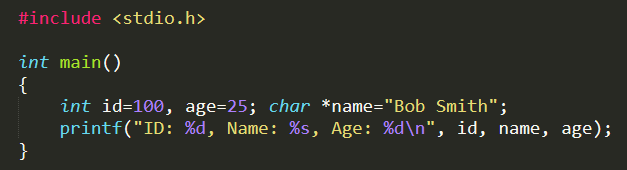 #include <stdio.h>
int main()
{
    int id=100, age=25; char *name="Bob Smith";
    printf("ID: %d, Name: %s, Age: %d\n", id, name, age);
}